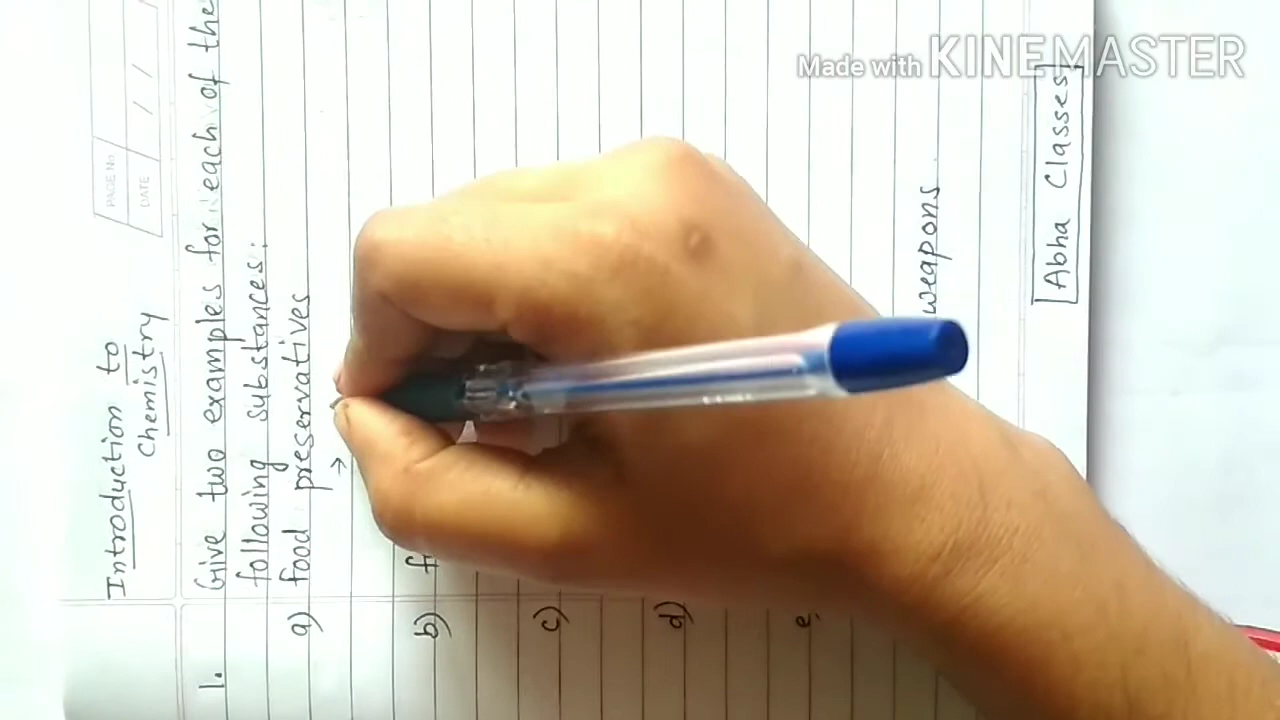 Made with KINEMASTER
PAGE No
DATE / /
Introduction to
Chemistry
1. Give two examples for each of the
following substances:
a) food preservatives
→
b)
c)
d)
e
weapons
Abha Classes